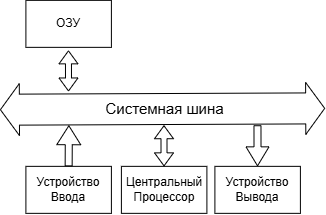 ОЗУ
Системная шина
Устройство
Ввода
Центральный
Процессор
Устройство
Вывода